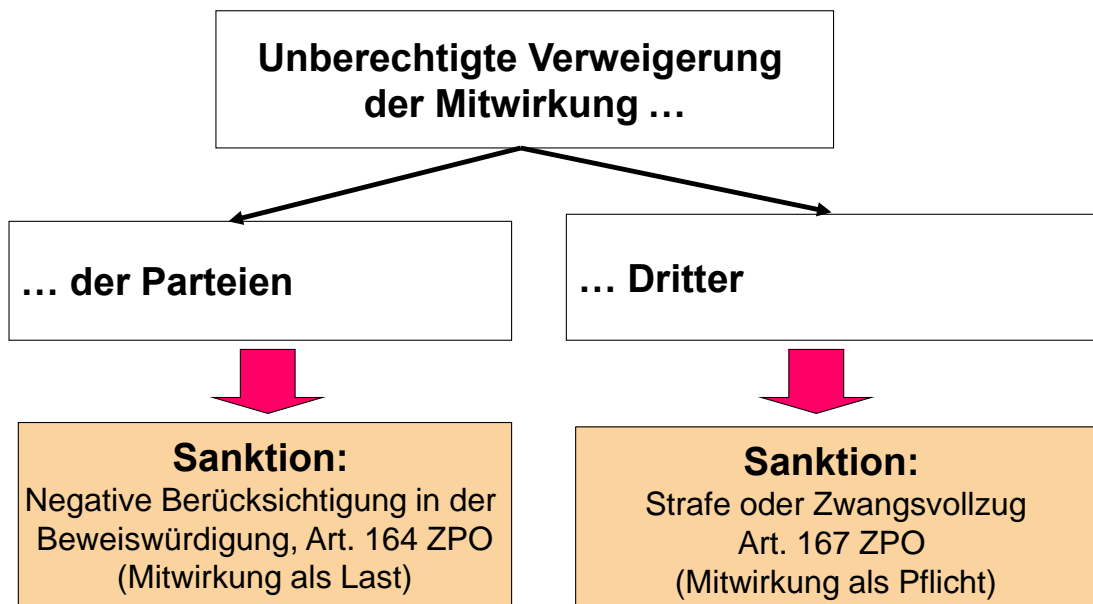 Unberechtigte Verweigerung
der Mitwirkung …
… der Parteien
… Dritter
Sanktion:
Negative Berücksichtigung in der
Beweiswürdigung, Art. 164 ZPO
(Mitwirkung als Last)
Sanktion:
Strafe oder Zwangsvollzug
Art. 167 ZPO
(Mitwirkung als Pflicht)